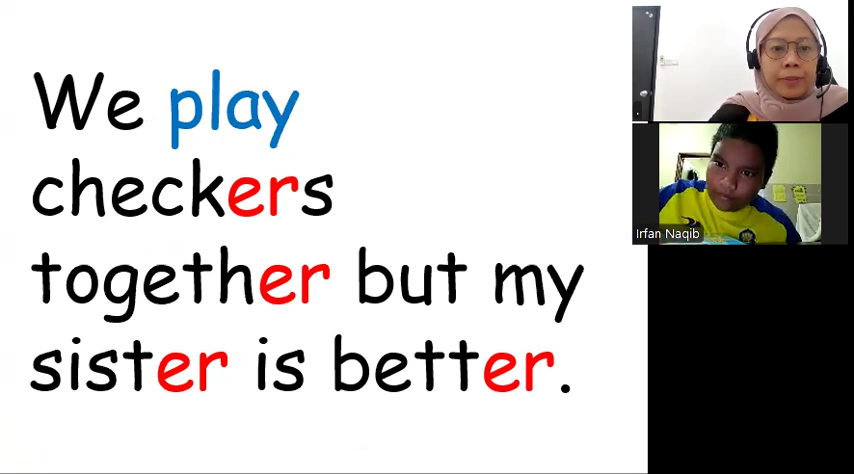 We play
checkers
together but my
sister is better.
Irfan Naqib